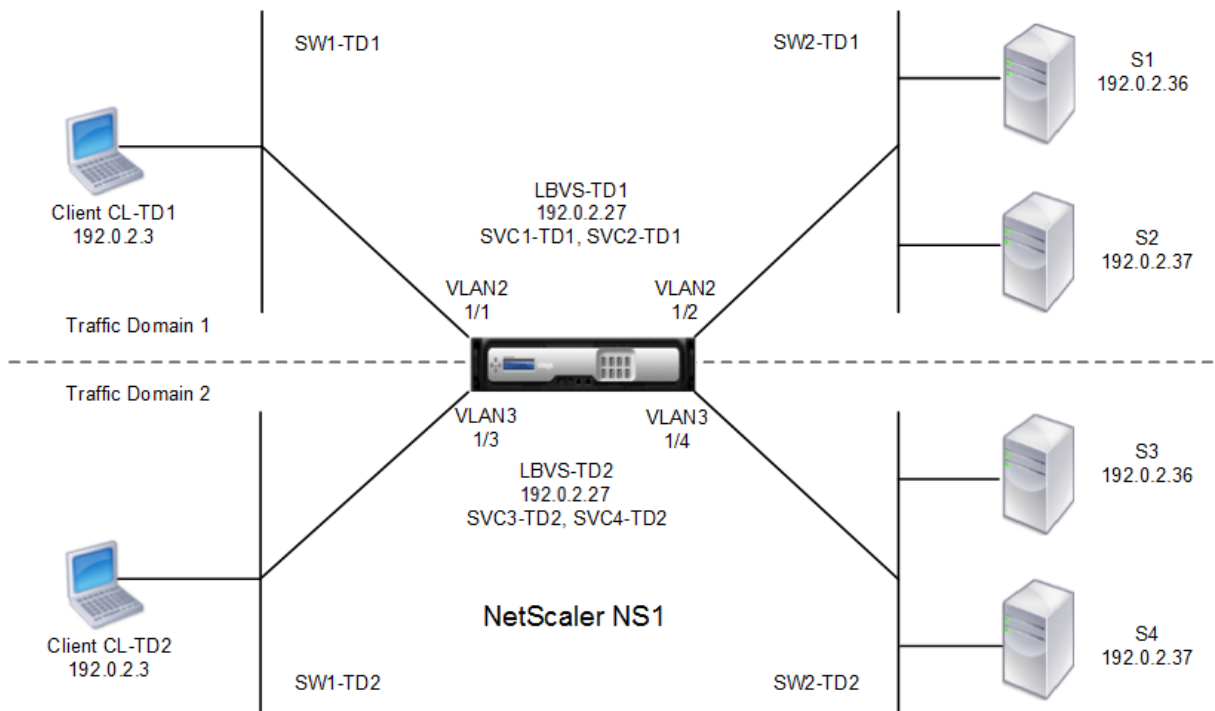 SW1-TD1
SW2-TD1
S1
192.0.2.36
Client CL-TD1
192.0.2.3
LBVS-TD1
192.0.2.27
SVC1-TD1, SVC2-TD1
S2
192.0.2.37
VLAN2
1/1
VLAN2
1/2
Traffic Domain 1
Traffic Domain 2
VLAN3
1/3
VLAN3
1/4
LBVS-TD2
192.0.2.27
SVC3-TD2, SVC4-TD2
S3
192.0.2.36
NetScaler NS1
Client CL-TD2
192.0.2.3
S4
192.0.2.37
SW1-TD2
SW2-TD2